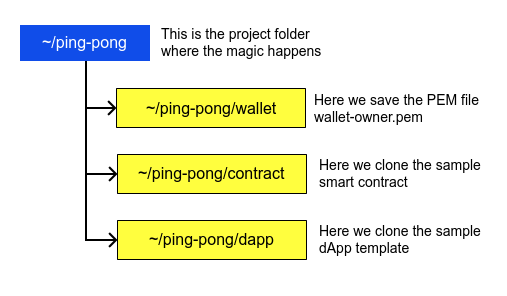 ~/ping-pong
This is the project folder
where the magic happens
~/ping-pong/wallet
Here we save the PEM file
wallet-owner.pem
~/ping-pong/contract
Here we clone the sample
smart contract
~/ping-pong/dapp
Here we clone the sample
dApp template